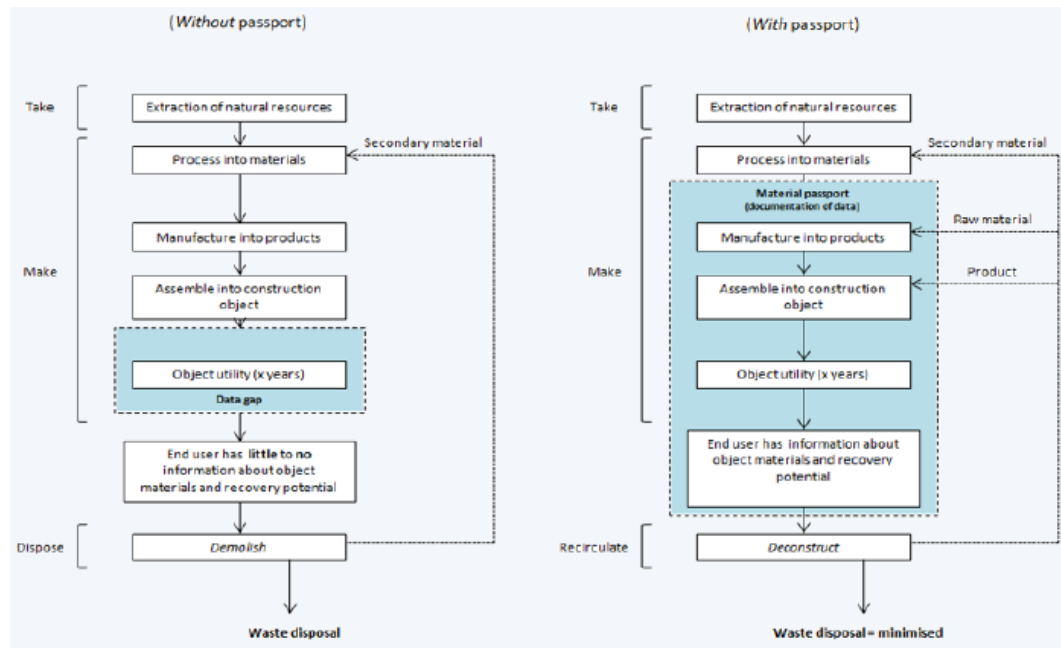 (Without passport)
Take
Extraction of natural resources
Secondary material
Process into materials
Make
Manufacture into products
Assemble into construction
object
Object utility (x years)
Data gap
End user has little to no
information about object
materials and recovery potential
Dispose
Demolish
Waste disposal
(With passport)
Take
Extraction of natural resources
Secondary material
Process into materials
Material passport
(documentation of data)
Raw material
Manufacture into products
Make
Product
Assemble into construction
object
Object utility (x years)
End user has information about
object materials and recovery
potential
Recirculate
Deconstruct
Waste disposal = minimised